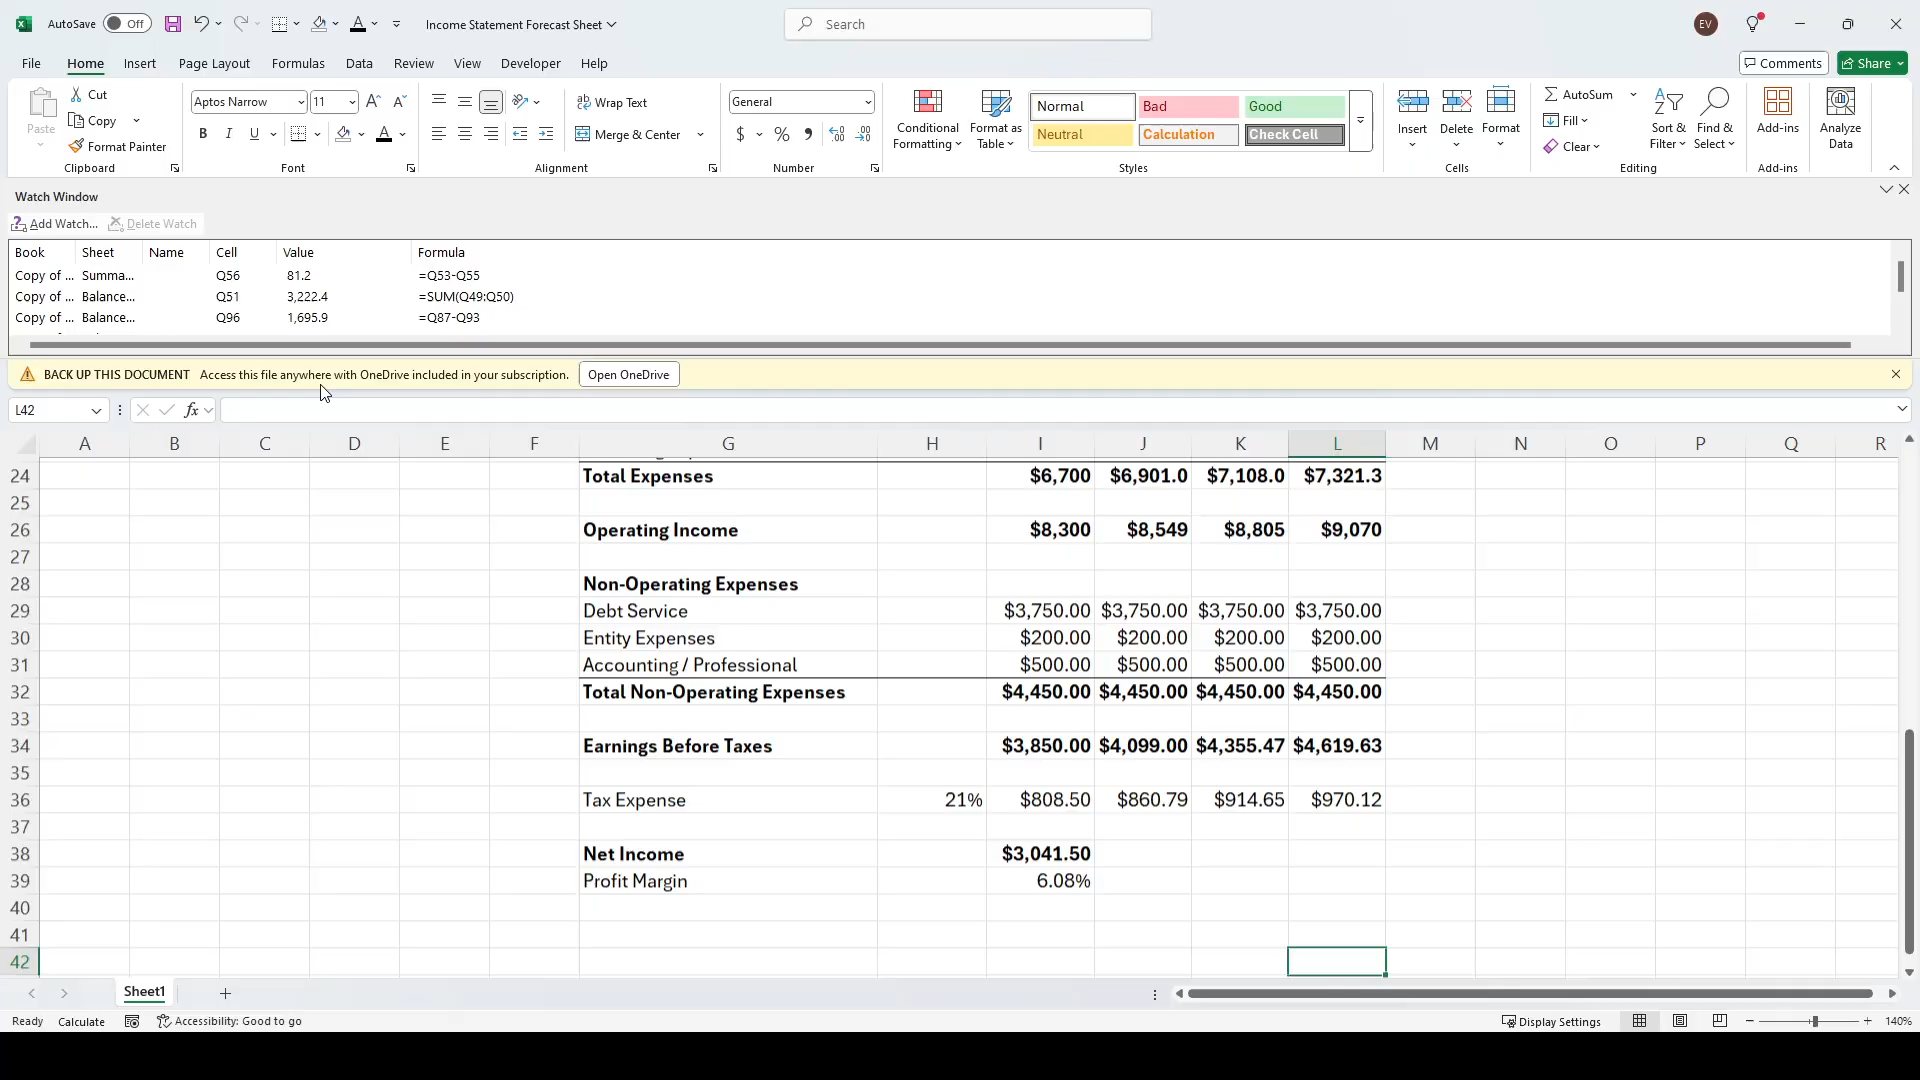 AutoSave Off Income Statement Forecast Sheet Search EV
File Home Insert Page Layout Formulas Data Review View Developer Help Comments Share
Paste Cut Copy Format Painter Clipboard
Aptos Narrow 11 B I U A Font
Wrap Text Merge & Center Alignment
General $ % Number
Conditional Formatting Format as Table Normal Bad Good Neutral Calculation Check Cell Styles
Insert Delete Format Cells
AutoSum Fill Clear Sort & Filter Find & Select Editing
Add-ins Add-ins
Analyze Data
Watch Window
Add Watch... Delete Watch
Book Sheet Name Cell Value Formula
Copy of ... Summa... Q56 81.2 =Q53-Q55
Copy of ... Balance... Q51 3,222.4 =SUM(Q49:Q50)
Copy of ... Balance... Q96 1,695.9 =Q87-Q93
BACK UP THIS DOCUMENT Access this file anywhere with OneDrive included in your subscription. Open OneDrive
L42 fx
A B C D E F G H I J K L M N O P Q R
24 Total Expenses $6,700 $6,901.0 $7,108.0 $7,321.3
25
26 Operating Income $8,300 $8,549 $8,805 $9,070
27
28 Non-Operating Expenses
29 Debt Service $3,750.00 $3,750.00 $3,750.00 $3,750.00
30 Entity Expenses $200.00 $200.00 $200.00 $200.00
31 Accounting / Professional $500.00 $500.00 $500.00 $500.00
32 Total Non-Operating Expenses $4,450.00 $4,450.00 $4,450.00 $4,450.00
33
34 Earnings Before Taxes $3,850.00 $4,099.00 $4,355.47 $4,619.63
35
36 Tax Expense 21% $808.50 $860.79 $914.65 $970.12
37
38 Net Income $3,041.50
39 Profit Margin 6.08%
40
41
42
Sheet1
Ready Calculate Accessibility: Good to go Display Settings 140%